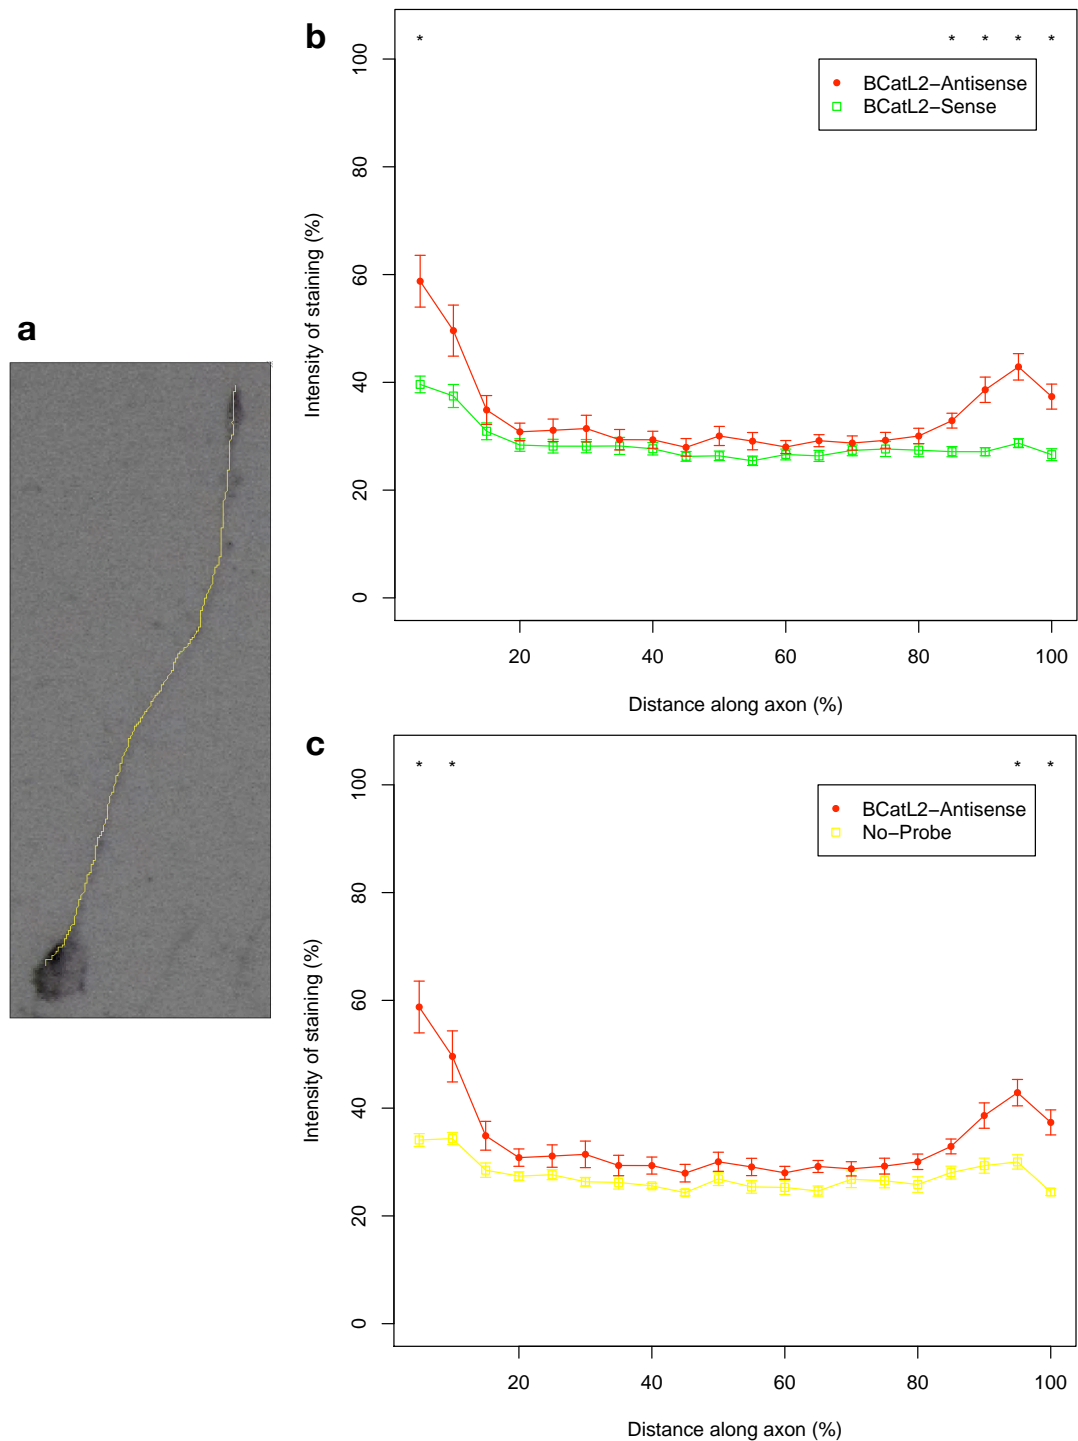 a
b
* * * * *
BCatL2−Antisense
BCatL2−Sense
Intensity of staining (%)
0 20 40 60 80 100
20 40 60 80 100
Distance along axon (%)
c
* * * *
BCatL2−Antisense
No−Probe
Intensity of staining (%)
0 20 40 60 80 100
20 40 60 80 100
Distance along axon (%)